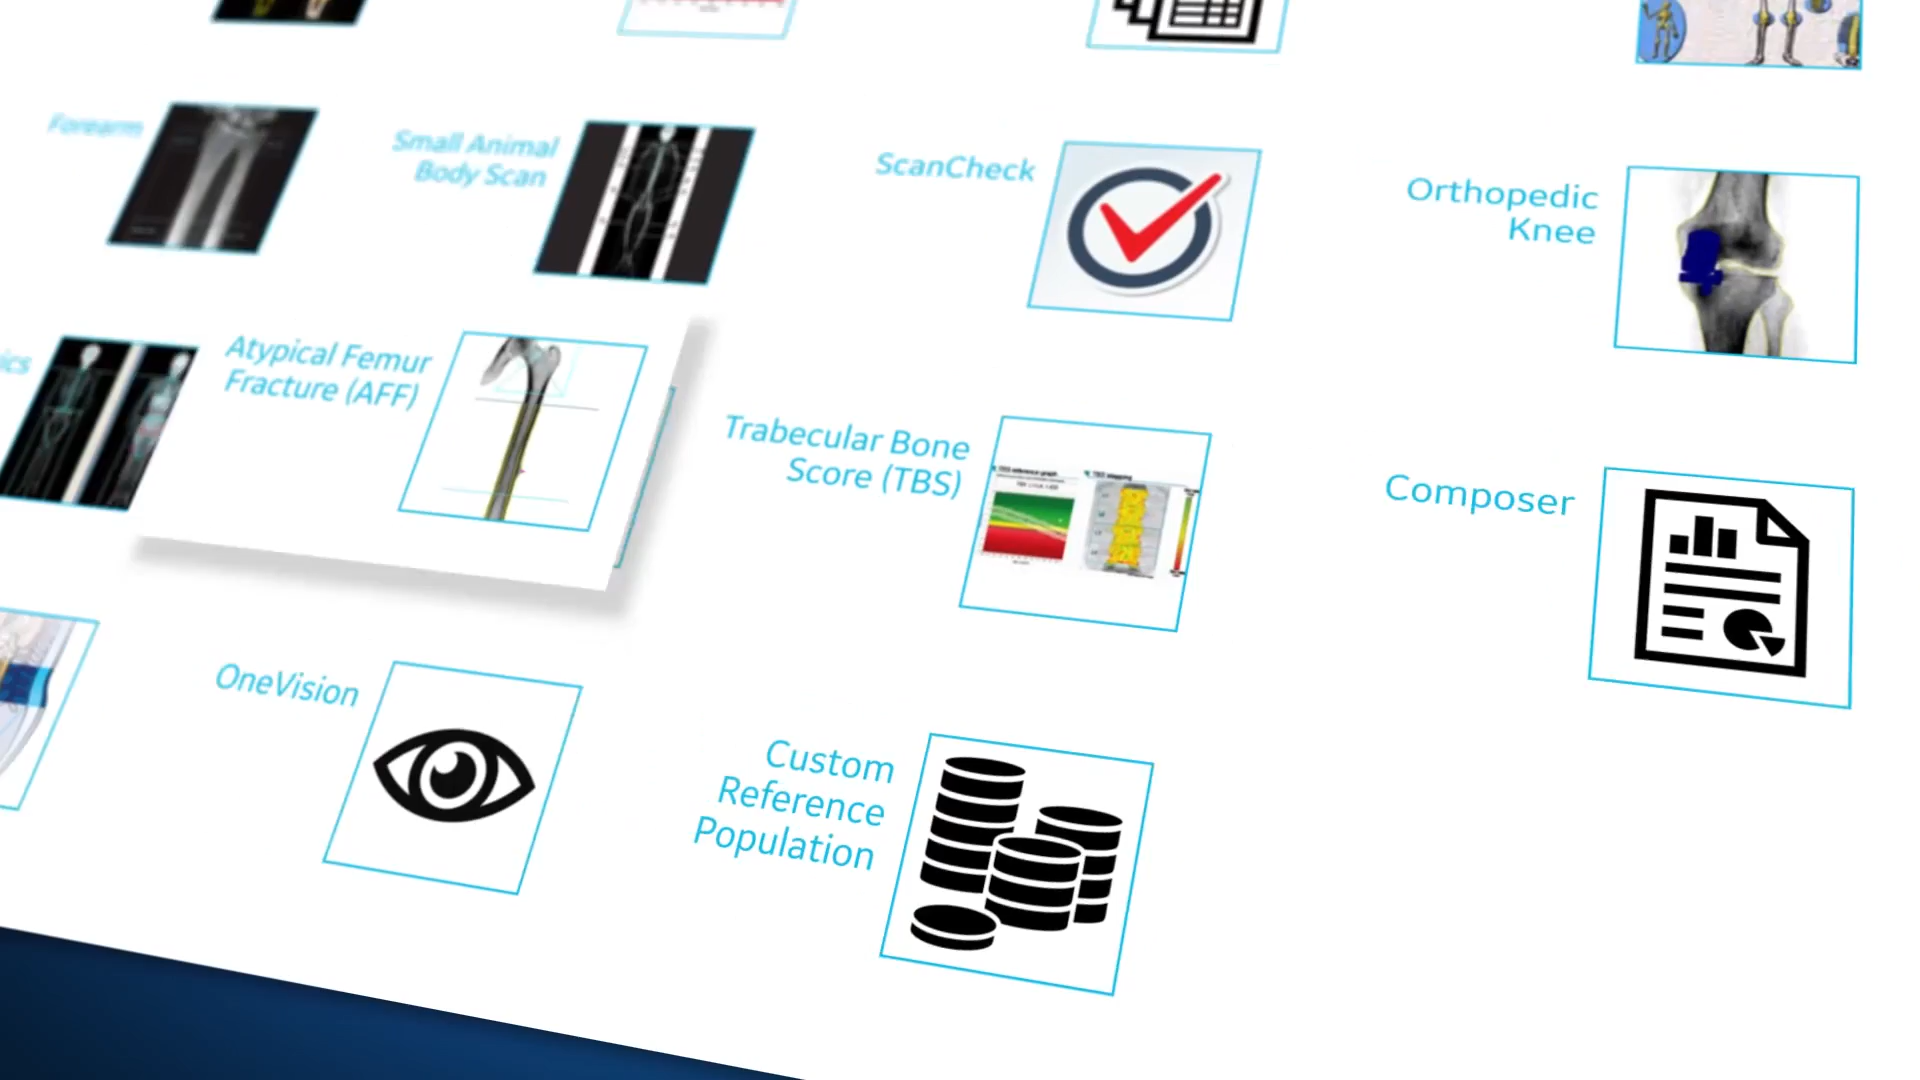 Forearm
Small Animal
Body Scan
ScanCheck
Orthopedic
Knee
ics
Atypical Femur
Fracture (AFF)
Trabecular Bone
Score (TBS)
Composer
OneVision
Custom
Reference
Population